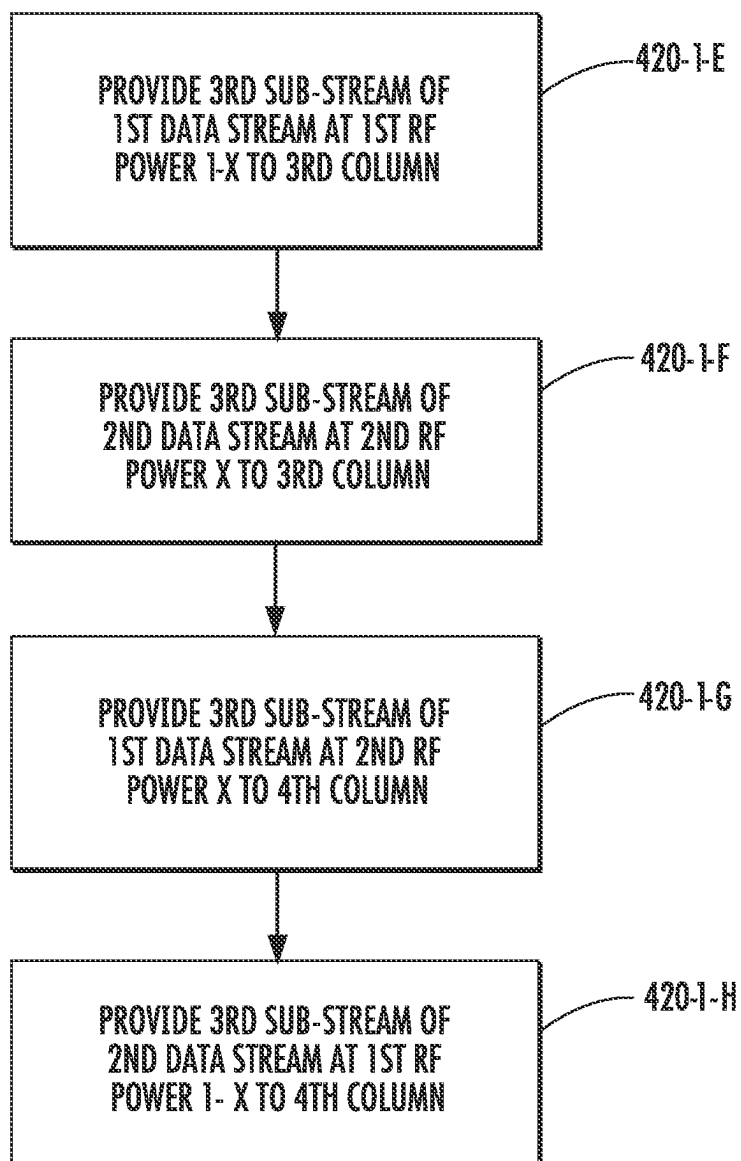 PROVIDE 3RD SUB-STREAM OF
1ST DATA STREAM AT 1ST RF
POWER 1-X TO 3RD COLUMN
420-1-E
PROVIDE 3RD SUB-STREAM OF
2ND DATA STREAM AT 2ND RF
POWER X TO 3RD COLUMN
420-1-F
PROVIDE 3RD SUB-STREAM OF
1ST DATA STREAM AT 2ND RF
POWER X TO 4TH COLUMN
420-1-G
PROVIDE 3RD SUB-STREAM OF
2ND DATA STREAM AT 1ST RF
POWER 1- X TO 4TH COLUMN
420-1-H